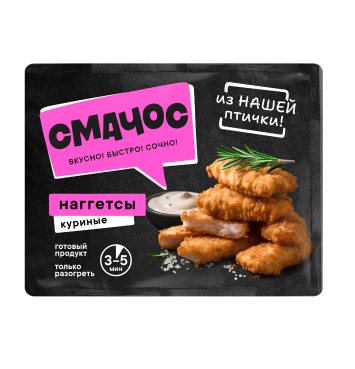 СМАЧОС
ВКУСНО! БЫСТРО! СОЧНО!
из НАШЕЙ
птички!
наггетсы
куриные
готовый
продукт
только
разогреть
3–5
мин